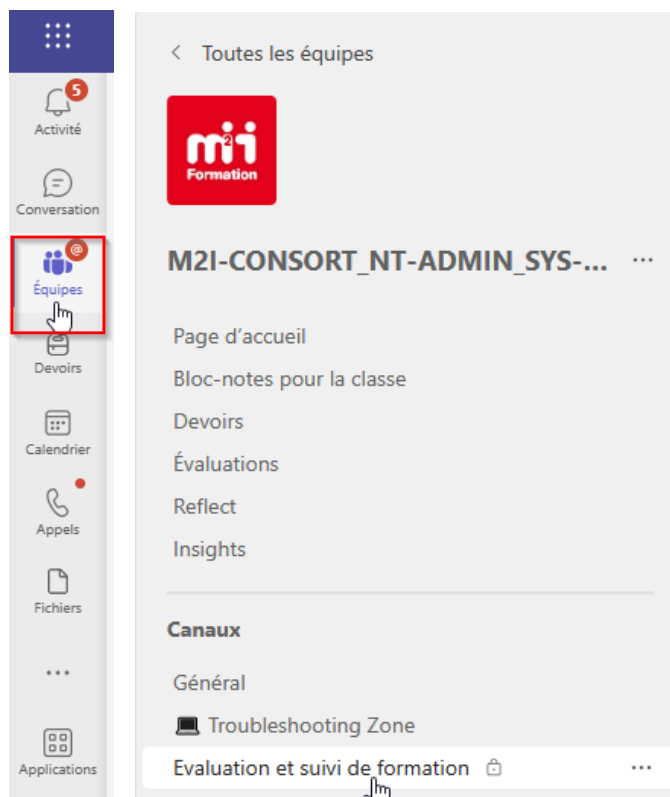 5
Activité
Conversation
@
Équipes
Devoirs
Calendrier
Appels
Fichiers
Applications
Toutes les équipes
m2i
Formation
M2I-CONSORT_NT-ADMIN_SYS-...
Page d'accueil
Bloc-notes pour la classe
Devoirs
Évaluations
Reflect
Insights
Canaux
Général
Troubleshooting Zone
Evaluation et suivi de formation